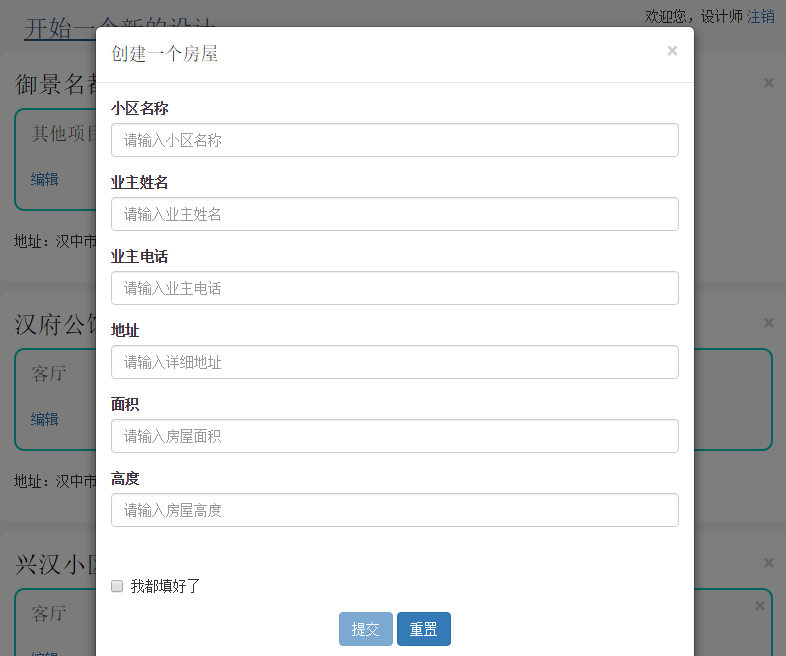 欢迎您，设计师 注销
开始一个新的设计
创建一个房屋 ×
小区名称
请输入小区名称
业主姓名
请输入业主姓名
业主电话
请输入业主电话
地址
请输入详细地址
面积
请输入房屋面积
高度
请输入房屋高度
我都填好了
提交 重置
御景名都 ×
其他项目
编辑
地址：汉中市
汉府公馆 ×
客厅
编辑
地址：汉中市
兴汉小区 ×
客厅 ×
编辑